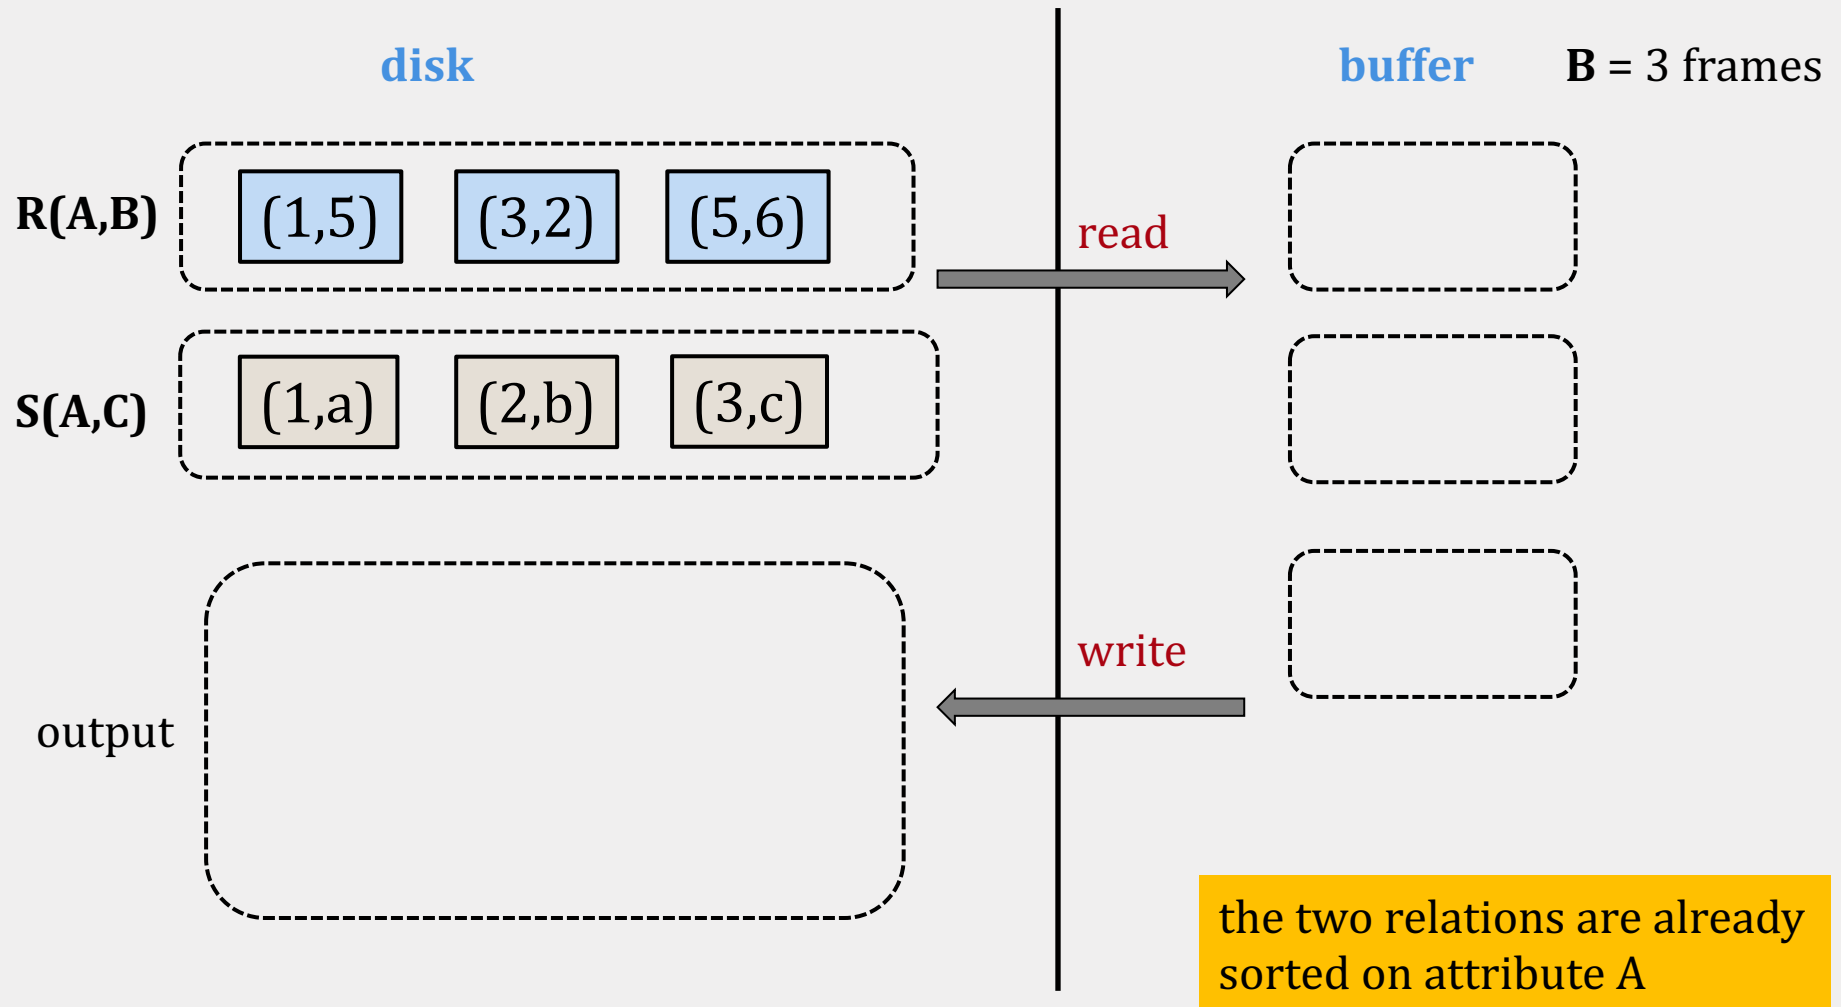 disk
buffer B = 3 frames
R(A,B) (1,5) (3,2) (5,6)
read
S(A,C) (1,a) (2,b) (3,c)
write
output
the two relations are already
sorted on attribute A